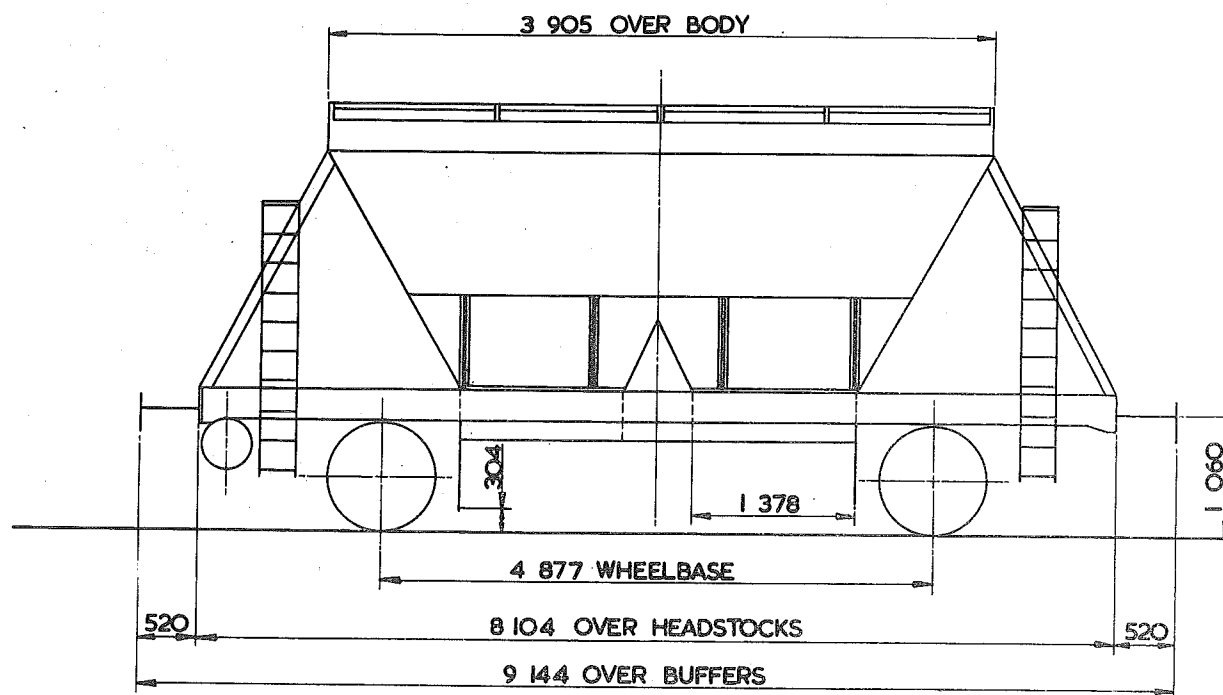 3 905 OVER BODY
304
1 378
1 060
4 877 WHEELBASE
520
8 104 OVER HEADSTOCKS
520
9 144 OVER BUFFERS